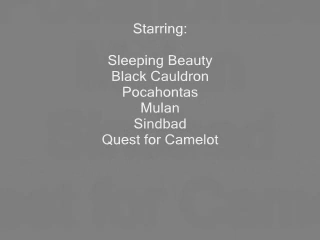 Starring:
Sleeping Beauty
Black Cauldron
Pocahontas
Mulan
Sindbad
Quest for Camelot